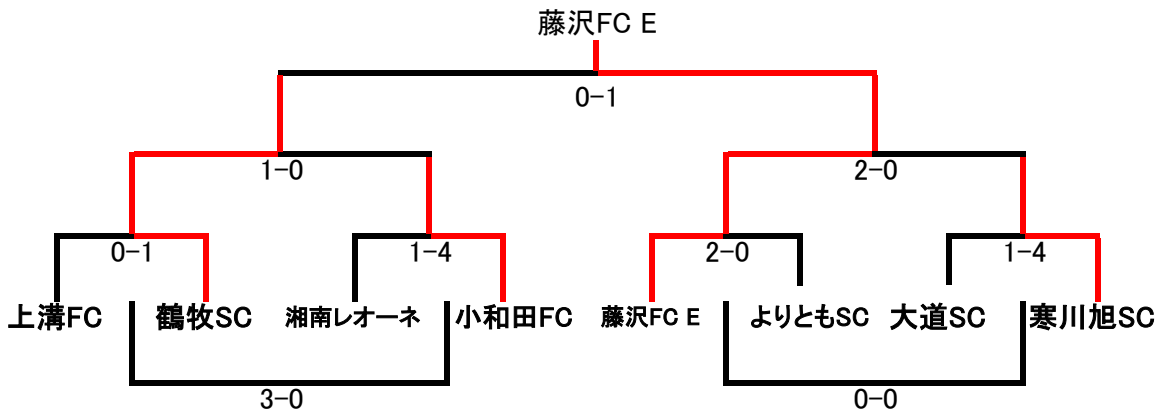 藤沢FC E
0-1
1-0
2-0
0-1
1-4
2-0
1-4
上溝FC
鶴牧SC
湘南レオーネ
小和田FC
藤沢FC E
よりともSC
大道SC
寒川旭SC
3-0
0-0